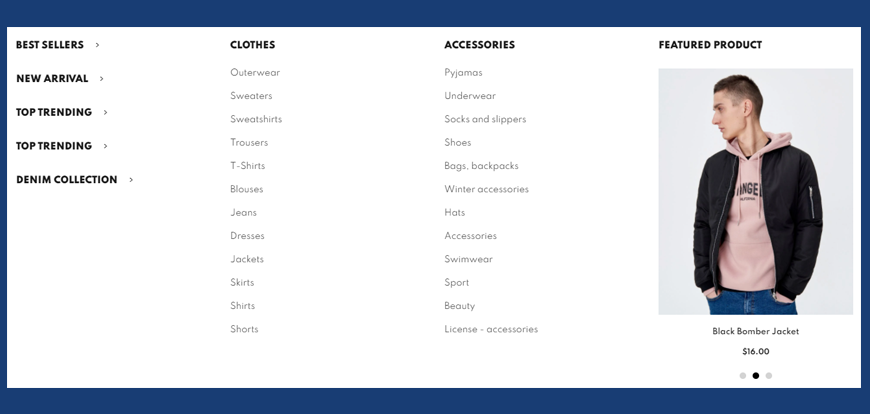 BEST SELLERS
NEW ARRIVAL
TOP TRENDING
TOP TRENDING
DENIM COLLECTION
CLOTHES
Outerwear
Sweaters
Sweatshirts
Trousers
T-Shirts
Blouses
Jeans
Dresses
Jackets
Skirts
Shirts
Shorts
ACCESSORIES
Pyjamas
Underwear
Socks and slippers
Shoes
Bags, backpacks
Winter accessories
Hats
Accessories
Swimwear
Sport
Beauty
License - accessories
FEATURED PRODUCT
Black Bomber Jacket
$16.00